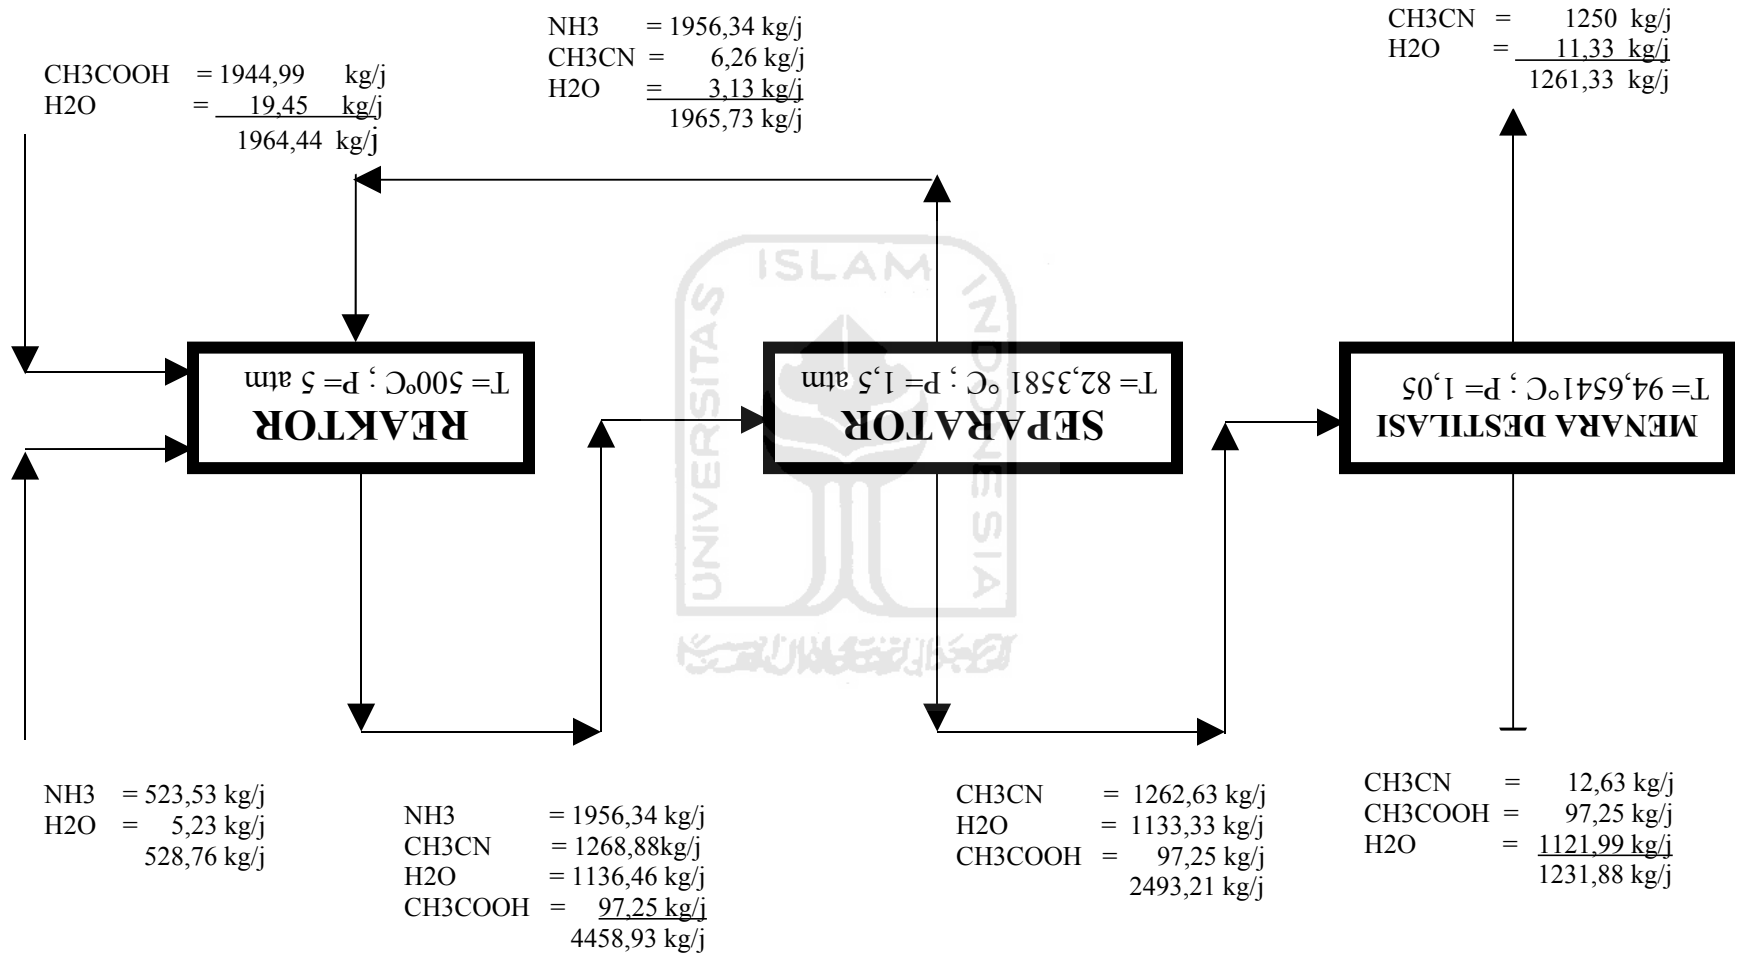 CH3COOH = 1944,99 kg/j
H2O = 19,45 kg/j
1964,44 kg/j
NH3 = 1956,34 kg/j
CH3CN = 6,26 kg/j
H2O = 3,13 kg/j
1965,73 kg/j
CH3CN = 1250 kg/j
H2O = 11,33 kg/j
1261,33 kg/j
REAKTOR
T= 500ºC ; P= 5 atm
SEPARATOR
T= 82,3581 °C ; P= 1,5 atm
MENARA DESTILASI
T= 94,6541°C ; P= 1,05
ISLAM
UNIVERSITAS
INDONESIA
NH3 = 523,53 kg/j
H2O = 5,23 kg/j
528,76 kg/j
NH3 = 1956,34 kg/j
CH3CN = 1268,88kg/j
H2O = 1136,46 kg/j
CH3COOH = 97,25 kg/j
4458,93 kg/j
CH3CN = 1262,63 kg/j
H2O = 1133,33 kg/j
CH3COOH = 97,25 kg/j
2493,21 kg/j
CH3CN = 12,63 kg/j
CH3COOH = 97,25 kg/j
H2O = 1121,99 kg/j
1231,88 kg/j